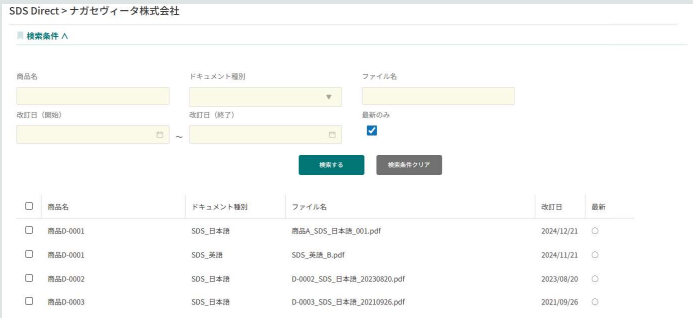 SDS Direct > ナガセヴィータ株式会社
検索条件 ∧
商品名 ドキュメント種別 ファイル名
改訂日（開始） 改訂日（終了） 最新のみ
～
検索する 検索条件クリア
商品名 ドキュメント種別 ファイル名 改訂日 最新
商品D-0001 SDS_日本語 商品A_SDS_日本語_001.pdf 2024/12/21 〇
商品D-0001 SDS_英語 SDS_英語_B.pdf 2024/11/21 〇
商品D-0002 SDS_日本語 D-0002_SDS_日本語_20230820.pdf 2023/08/20 〇
商品D-0003 SDS_日本語 D-0003_SDS_日本語_20210926.pdf 2021/09/26 〇